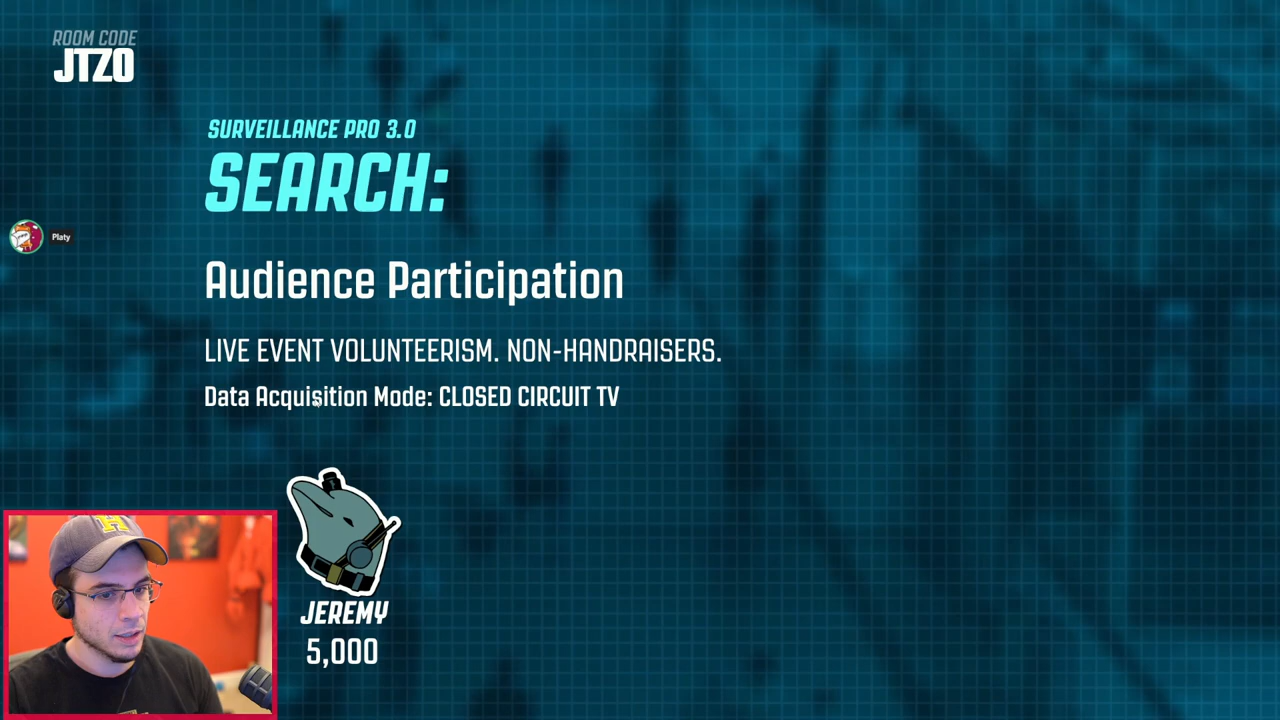 ROOM CODE
JTZO
SURVEILLANCE PRO 3.0
SEARCH:
Platy
Audience Participation
LIVE EVENT VOLUNTEERISM. NON-HANDRAISERS.
Data Acquisition Mode: CLOSED CIRCUIT TV
H
JEREMY
5,000